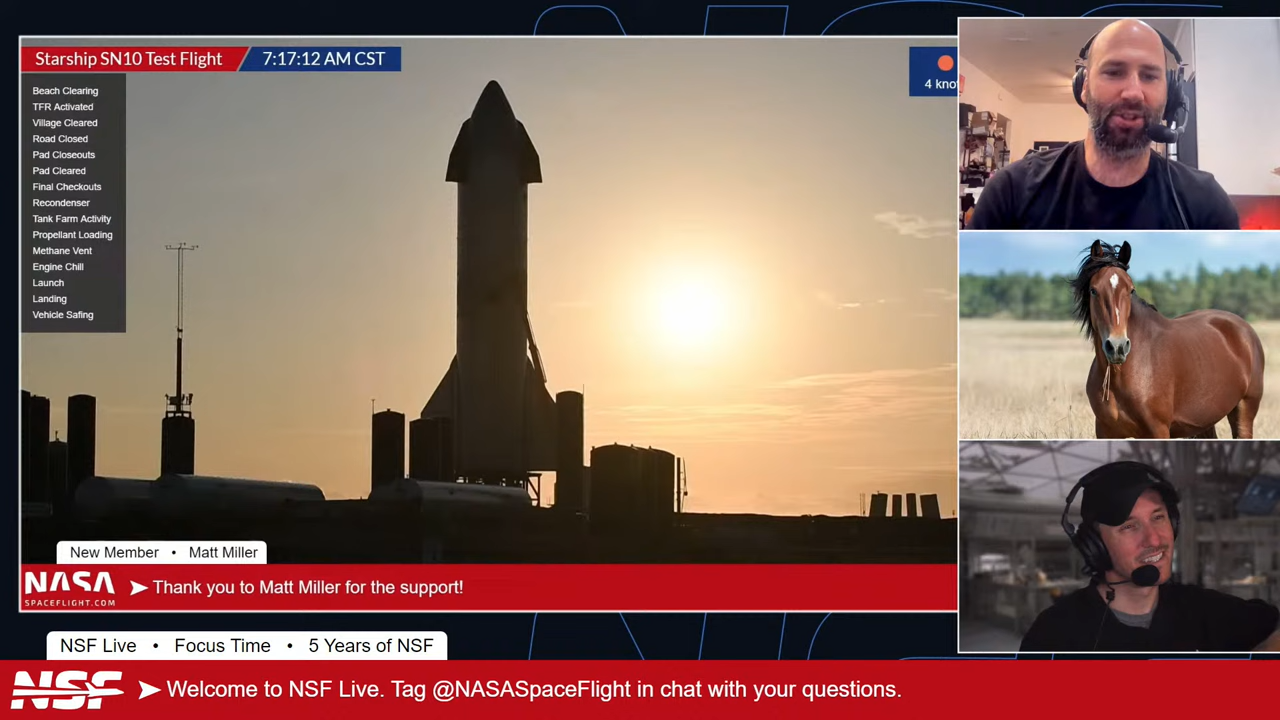 Starship SN10 Test Flight
7:17:12 AM CST
4 kno
Beach Clearing
TFR Activated
Village Cleared
Road Closed
Pad Closeouts
Pad Cleared
Final Checkouts
Recondenser
Tank Farm Activity
Propellant Loading
Methane Vent
Engine Chill
Launch
Landing
Vehicle Safing
New Member • Matt Miller
NASA
SPACEFLIGHT.COM
Thank you to Matt Miller for the support!
NSF Live • Focus Time • 5 Years of NSF
NSF
Welcome to NSF Live. Tag @NASASpaceFlight in chat with your questions.